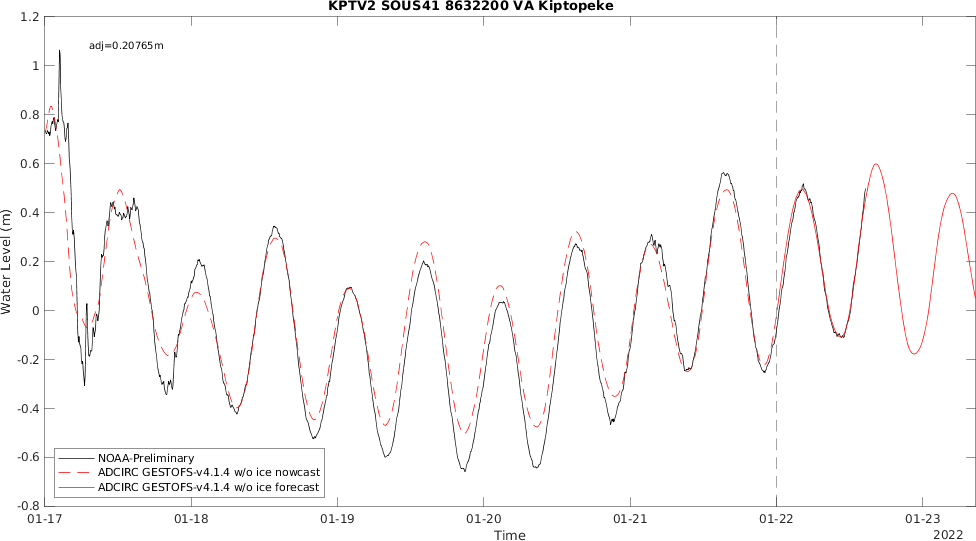 KPTV2 SOUS41 8632200 VA Kiptopeke
adj=0.20765m
1.2
1
0.8
0.6
0.4
0.2
0
-0.2
-0.4
-0.6
-0.8
Water Level (m)
NOAA-Preliminary
ADCIRC GESTOFS-v4.1.4 w/o ice nowcast
ADCIRC GESTOFS-v4.1.4 w/o ice forecast
01-17 01-18 01-19 01-20 01-21 01-22 01-23
Time
2022